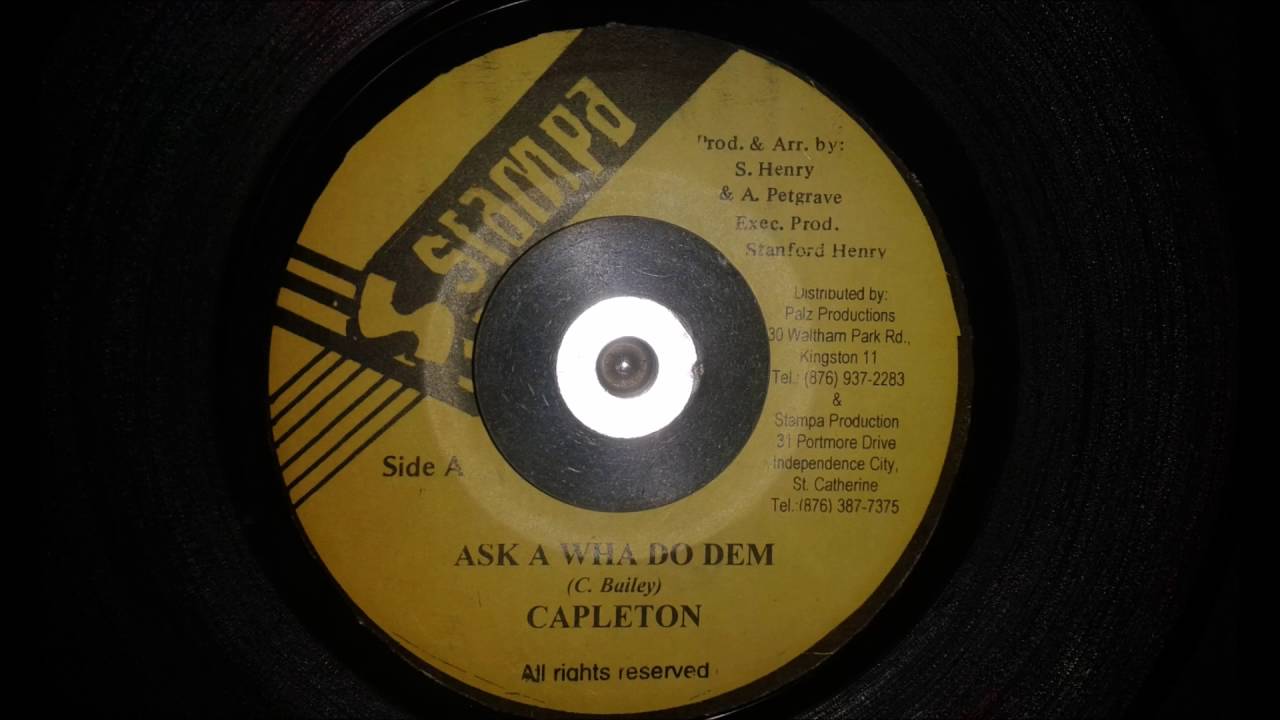 S Stampa
Prod. & Arr. by:
S. Henry
& A. Petgrave
Exec. Prod.
Stanford Henry
Distributed by:
Palz Productions
30 Waltham Park Rd.,
Kingston 11
Tel.: (876) 937-2283
&
Stampa Production
31 Portmore Drive
Independence City,
St. Catherine
Tel.:(876) 387-7375
Side A
ASK A WHA DO DEM
(C. Bailey)
CAPLETON
All rights reserved